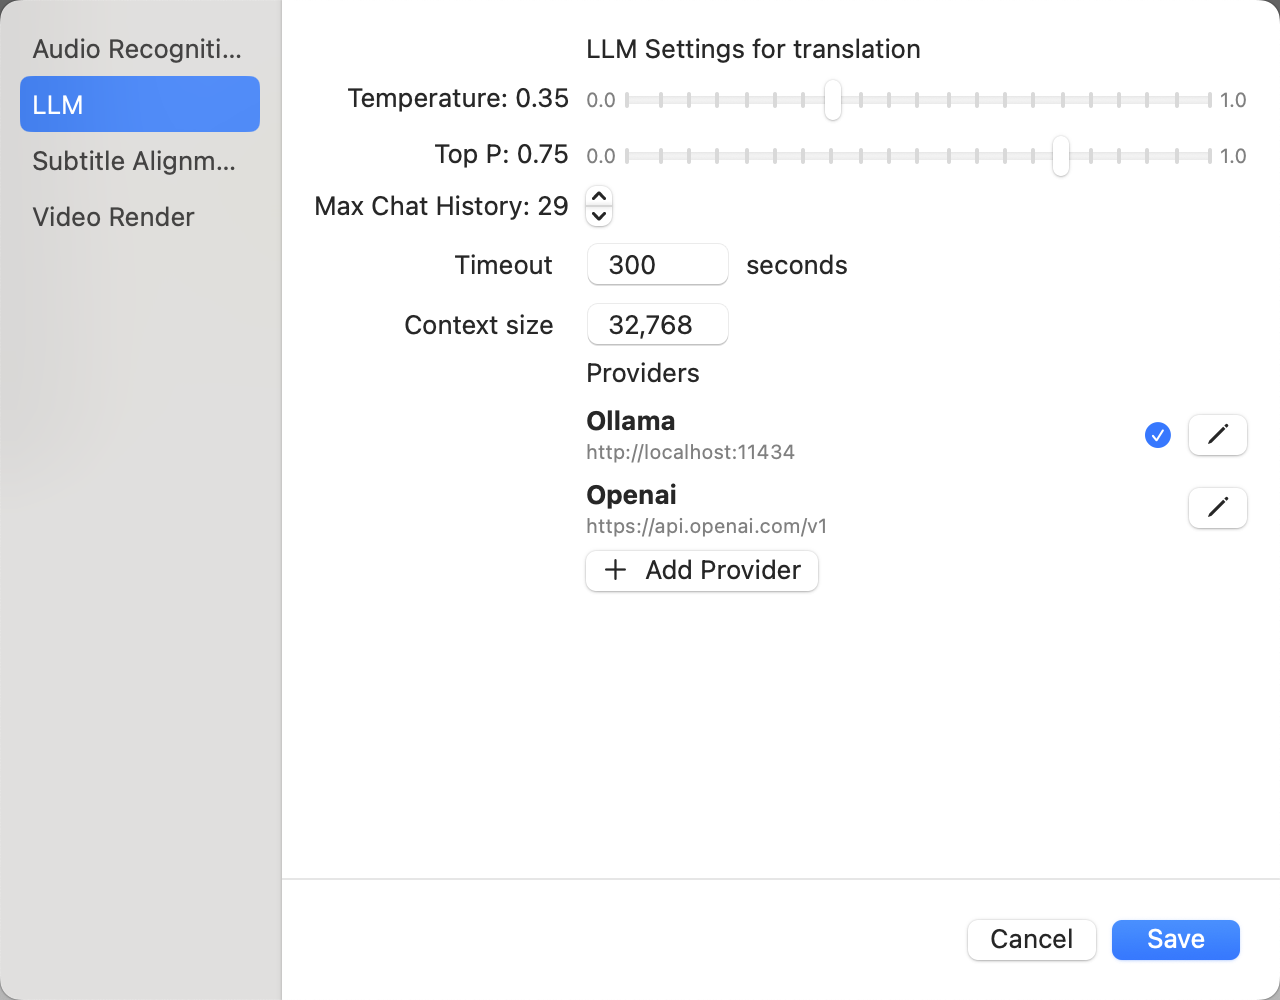 Audio Recogniti...
LLM
Subtitle Alignm...
Video Render
LLM Settings for translation
Temperature: 0.35 0.0 1.0
Top P: 0.75 0.0 1.0
Max Chat History: 29
Timeout 300 seconds
Context size 32,768
Providers
Ollama
http://localhost:11434
Openai
https://api.openai.com/v1
+ Add Provider
Cancel Save